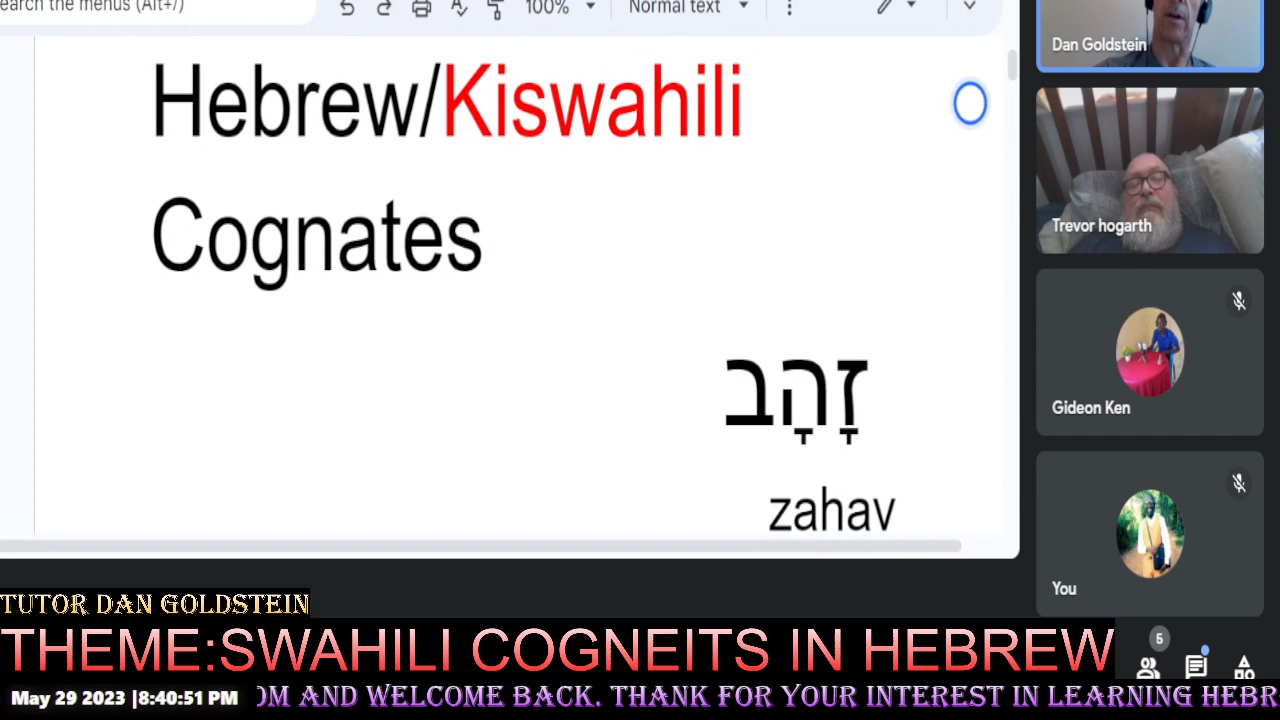 earch the menus (Alt+/)
100%
Normal text
Hebrew/Kiswahili
Cognates
זָהָב
zahav
Dan Goldstein
Trevor hogarth
Gideon Ken
You
5
TUTOR DAN GOLDSTEIN
THEME:SWAHILI COGNEITS IN HEBREW
May 29 2023 |8:40:51 PM
OM AND WELCOME BACK. THANK FOR YOUR INTEREST IN LEARNING HEBR